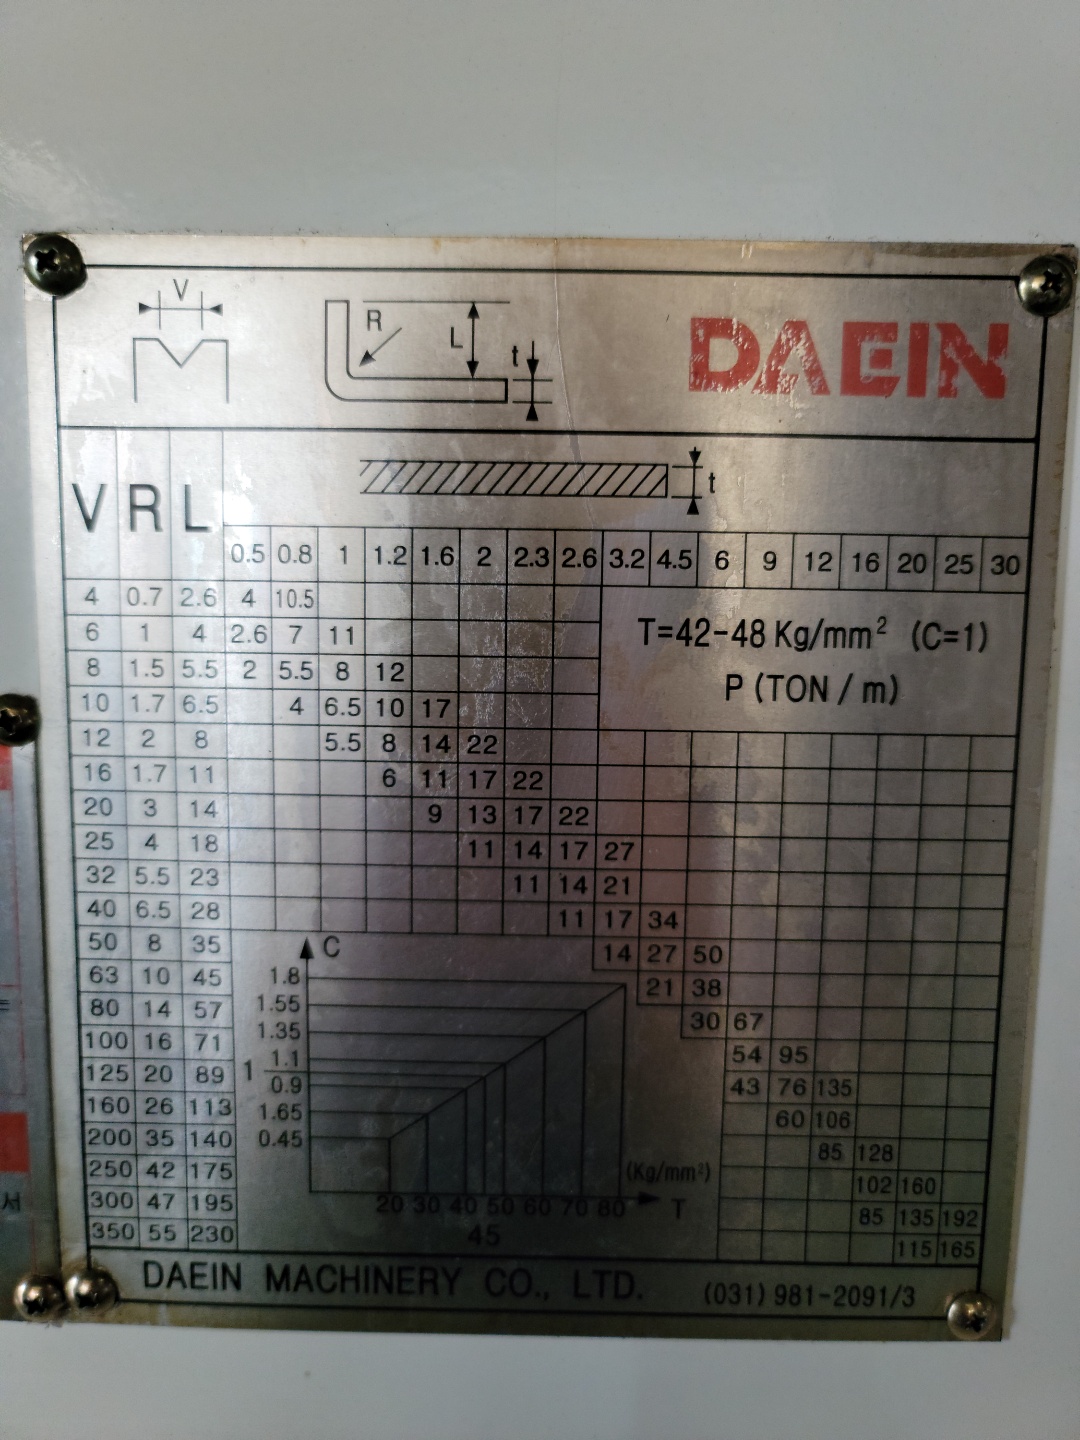 V
R
L
t
DAEIN
V R L
t
0.5 0.8 1 1.2 1.6 2 2.3 2.6 3.2 4.5 6 9 12 16 20 25 30
4 0.7 2.6 4 10.5
T=42-48 Kg/mm² (C=1)
6 1 4 2.6 7 11
8 1.5 5.5 2 5.5 8 12
P (TON / m)
10 1.7 6.5 4 6.5 10 17
12 2 8 5.5 8 14 22
16 1.7 11 6 11 17 22
20 3 14 9 13 17 22
25 4 18 11 14 17 27
32 5.5 23 11 14 21
40 6.5 28 11 17 34
50 8 35 14 27 50
63 10 45 21 38
80 14 57 30 67
100 16 71 54 95
125 20 89 43 76 135
160 26 113 60 106
200 35 140 85 128
250 42 175 102 160
300 47 195 85 135 192
350 55 230 115 165
C
1.8
1.55
1.35
1.1
1
0.9
1.65
0.45
(Kg/mm²)
20 30 40 50 60 70 80 T
45
DAEIN MACHINERY CO., LTD. (031) 981-2091/3
서